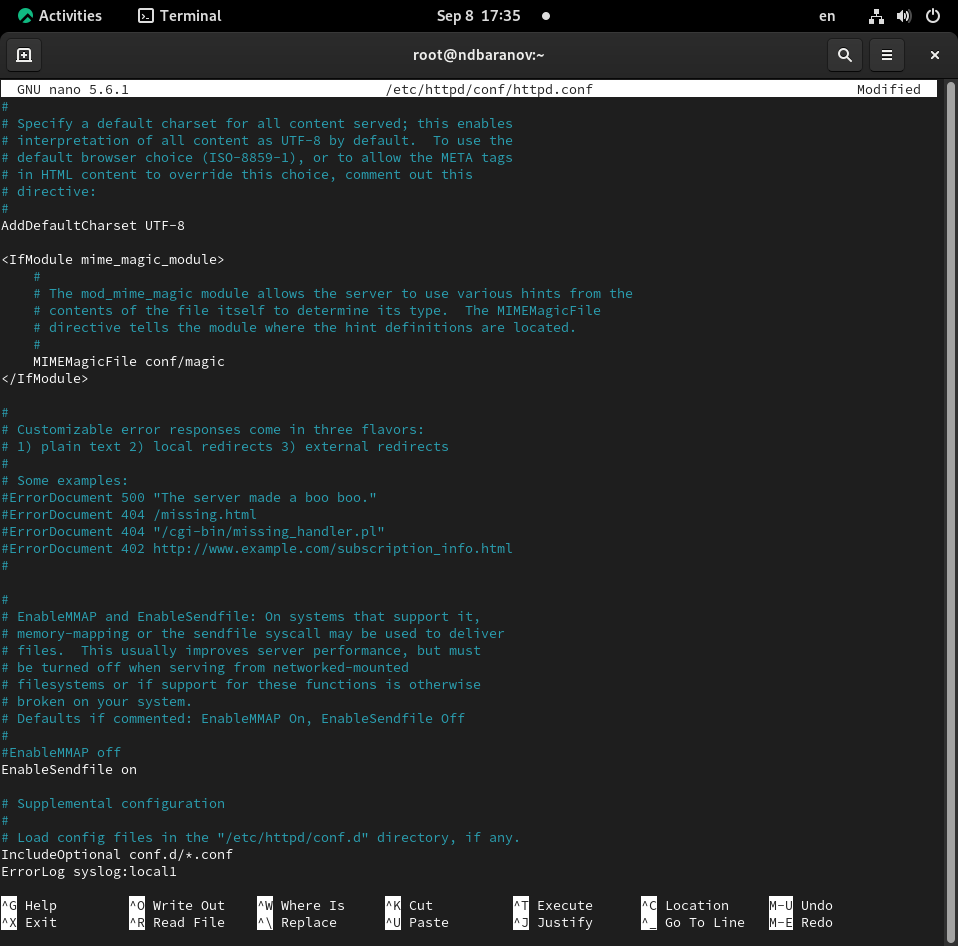 Activities Terminal Sep 8 17:35 en
root@ndbaranov:~
GNU nano 5.6.1 /etc/httpd/conf/httpd.conf Modified
#
# Specify a default charset for all content served; this enables
# interpretation of all content as UTF-8 by default.  To use the
# default browser choice (ISO-8859-1), or to allow the META tags
# in HTML content to override this choice, comment out this
# directive:
#
AddDefaultCharset UTF-8

<IfModule mime_magic_module>
    #
    # The mod_mime_magic module allows the server to use various hints from the
    # contents of the file itself to determine its type.  The MIMEMagicFile
    # directive tells the module where the hint definitions are located.
    #
    MIMEMagicFile conf/magic
</IfModule>

#
# Customizable error responses come in three flavors:
# 1) plain text 2) local redirects 3) external redirects
#
# Some examples:
#ErrorDocument 500 "The server made a boo boo."
#ErrorDocument 404 /missing.html
#ErrorDocument 404 "/cgi-bin/missing_handler.pl"
#ErrorDocument 402 http://www.example.com/subscription_info.html
#

#
# EnableMMAP and EnableSendfile: On systems that support it,
# memory-mapping or the sendfile syscall may be used to deliver
# files.  This usually improves server performance, but must
# be turned off when serving from networked-mounted
# filesystems or if support for these functions is otherwise
# broken on your system.
# Defaults if commented: EnableMMAP On, EnableSendfile Off
#
#EnableMMAP off
EnableSendfile on

# Supplemental configuration
#
# Load config files in the "/etc/httpd/conf.d" directory, if any.
IncludeOptional conf.d/*.conf
ErrorLog syslog:local1

^G Help ^O Write Out ^W Where Is ^K Cut ^T Execute ^C Location M-U Undo
^X Exit ^R Read File ^\ Replace ^U Paste ^J Justify ^_ Go To Line M-E Redo